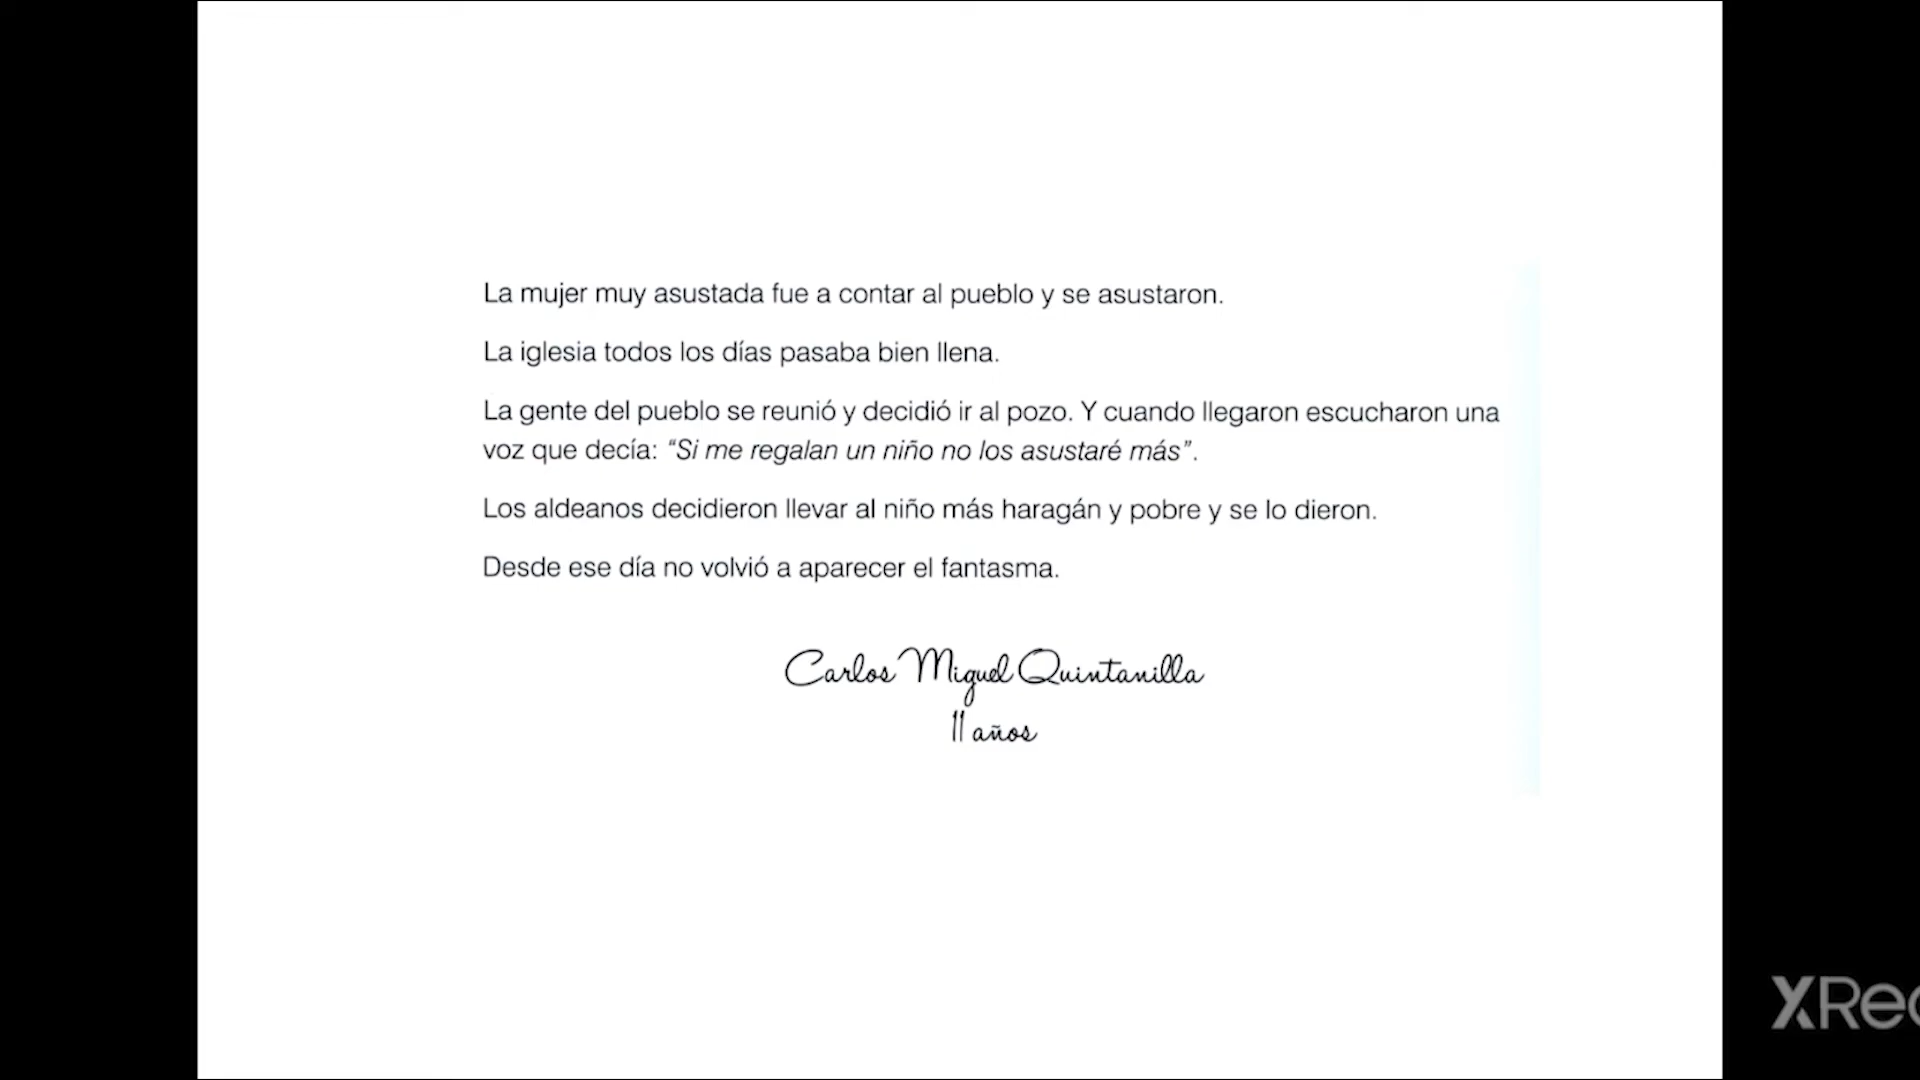 La mujer muy asustada fue a contar al pueblo y se asustaron.
La iglesia todos los días pasaba bien llena.
La gente del pueblo se reunió y decidió ir al pozo. Y cuando llegaron escucharon una
voz que decía: “Si me regalan un niño no los asustaré más”.
Los aldeanos decidieron llevar al niño más haragán y pobre y se lo dieron.
Desde ese día no volvió a aparecer el fantasma.
Carlos Miguel Quintanilla
11 años